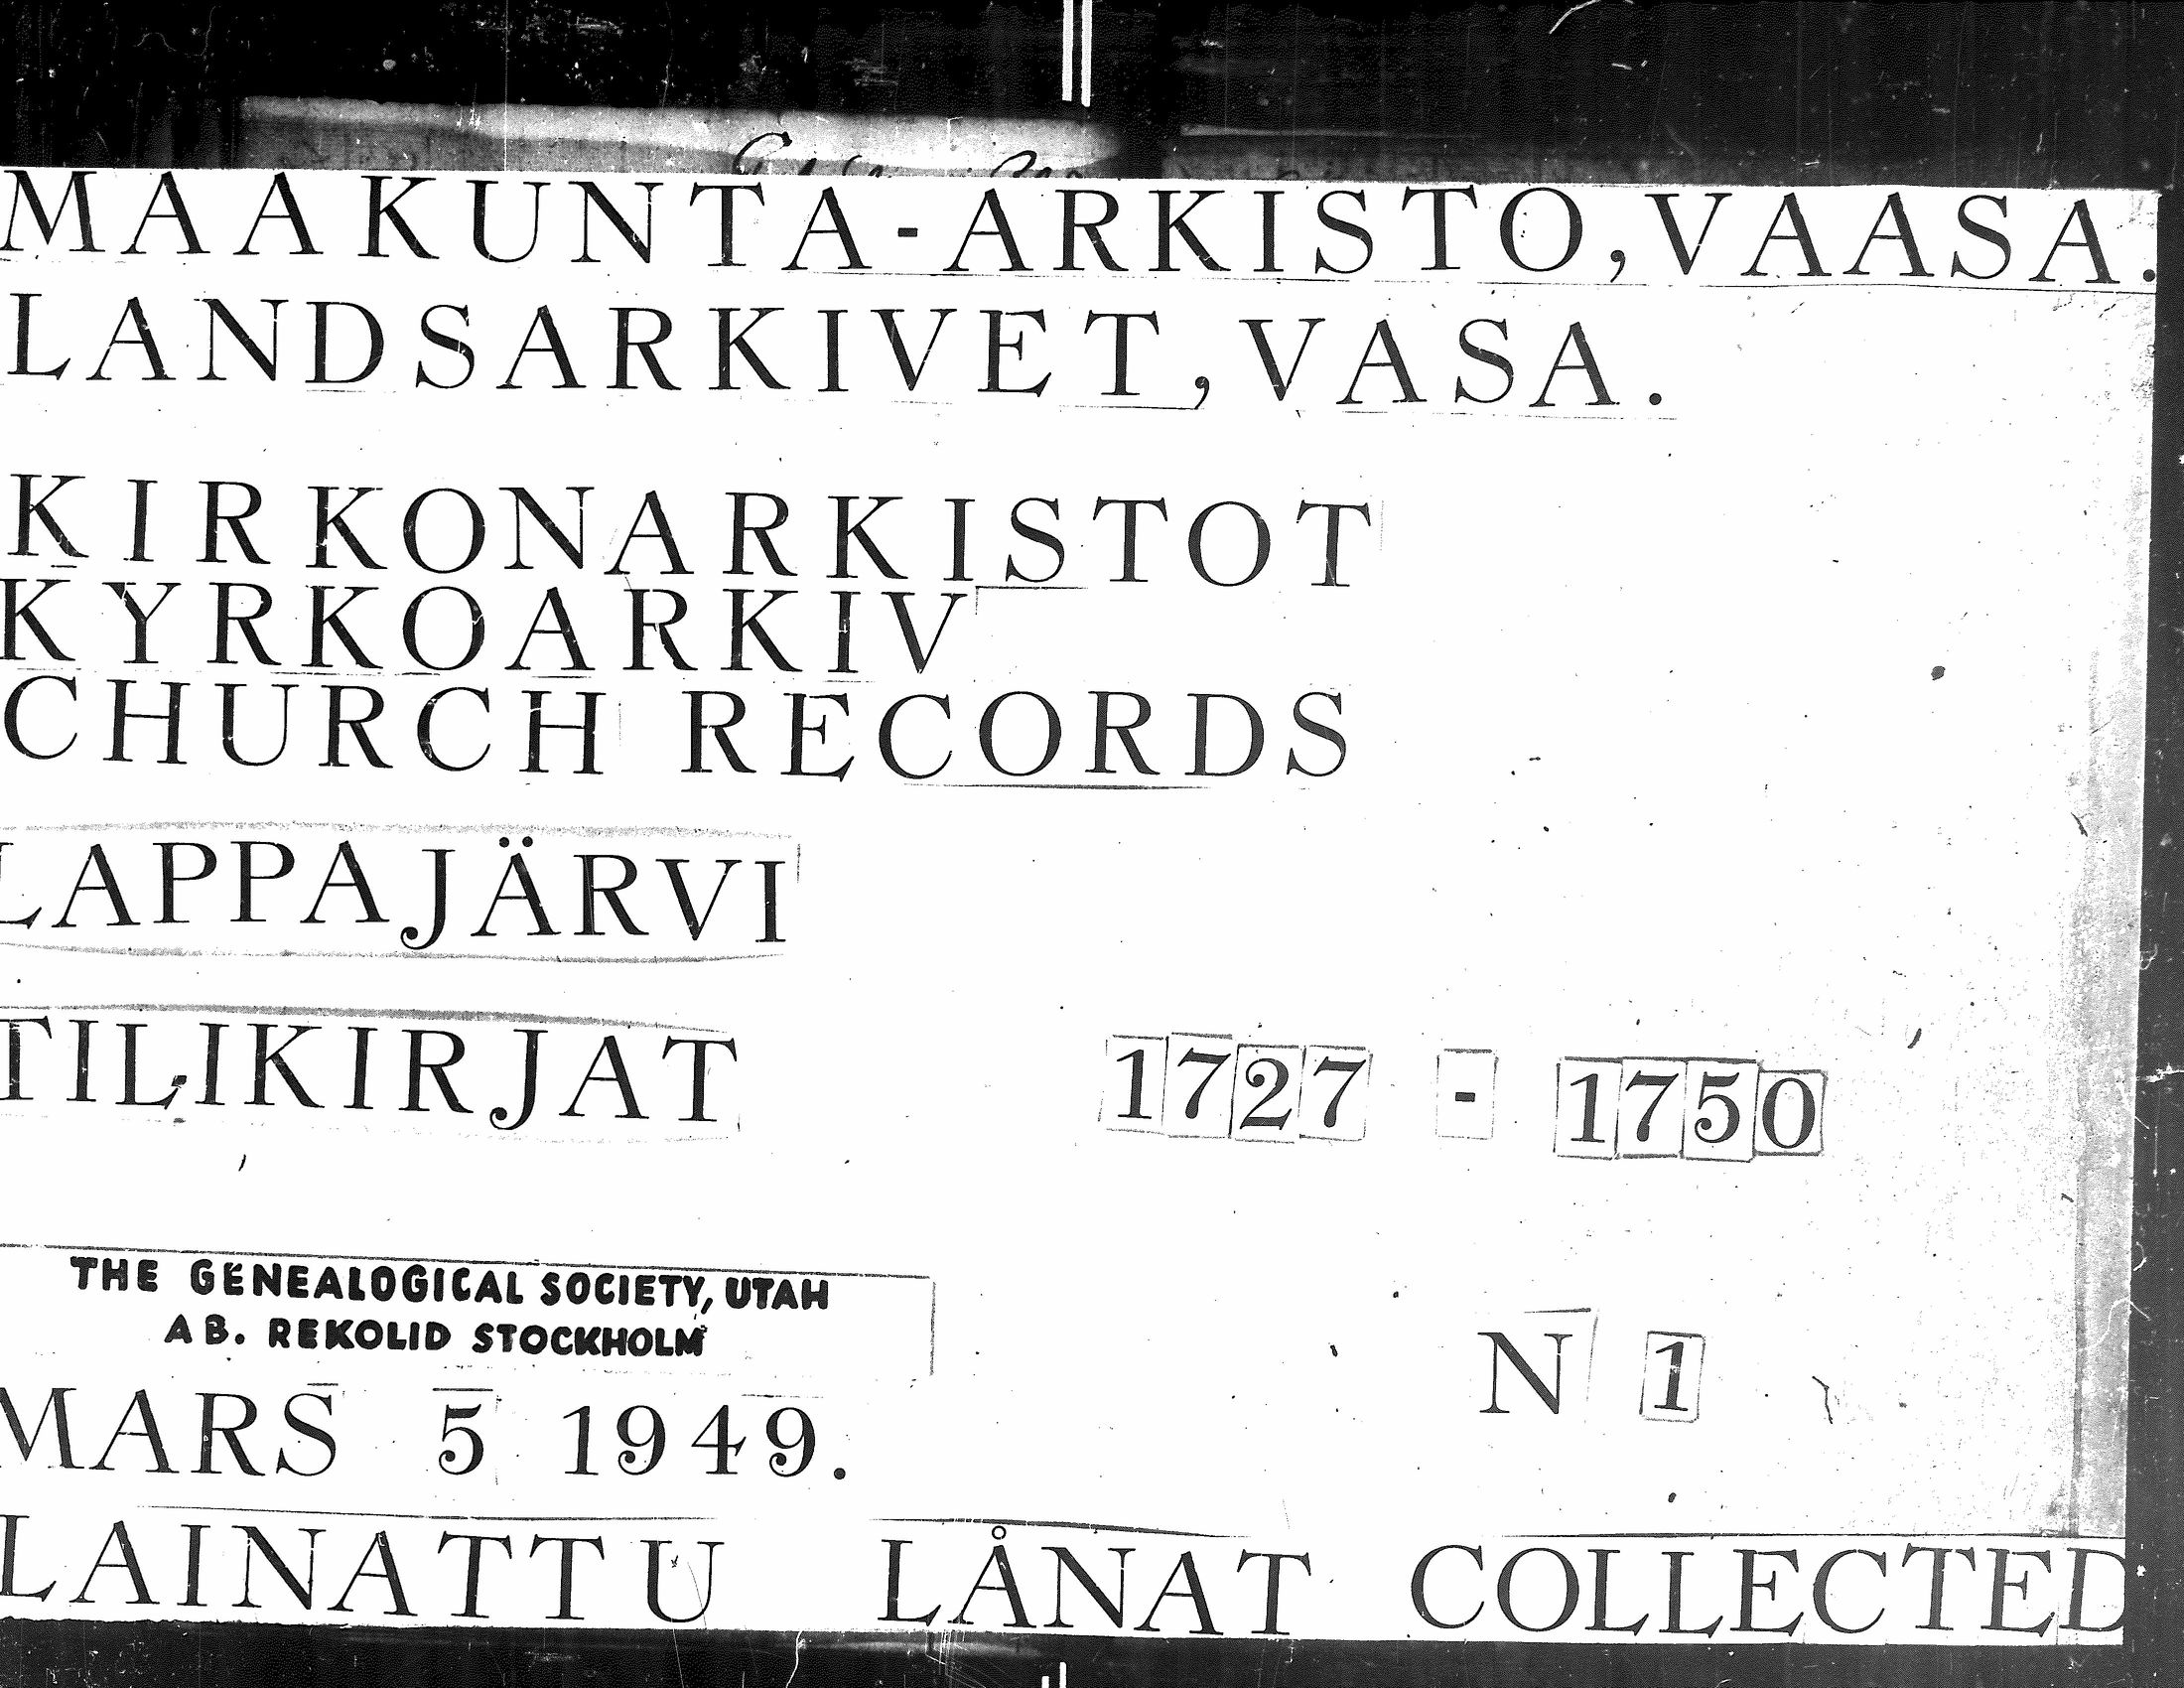 MAAKUNTA-ARKISTO, VAASA.
LANDSARKIVET, VASA.
KIRKONARKISTOT
KYRKOARKIV
CHURCH RECORDS
LAPPAJÄRVI
TILIKIRJAT 1727 - 1750
THE GENEALOGICAL SOCIETY, UTAH
AB. REKOLID STOCKHOLM
N 1
MARS 5 1949.
LAINATTU LÅNAT COLLECTED